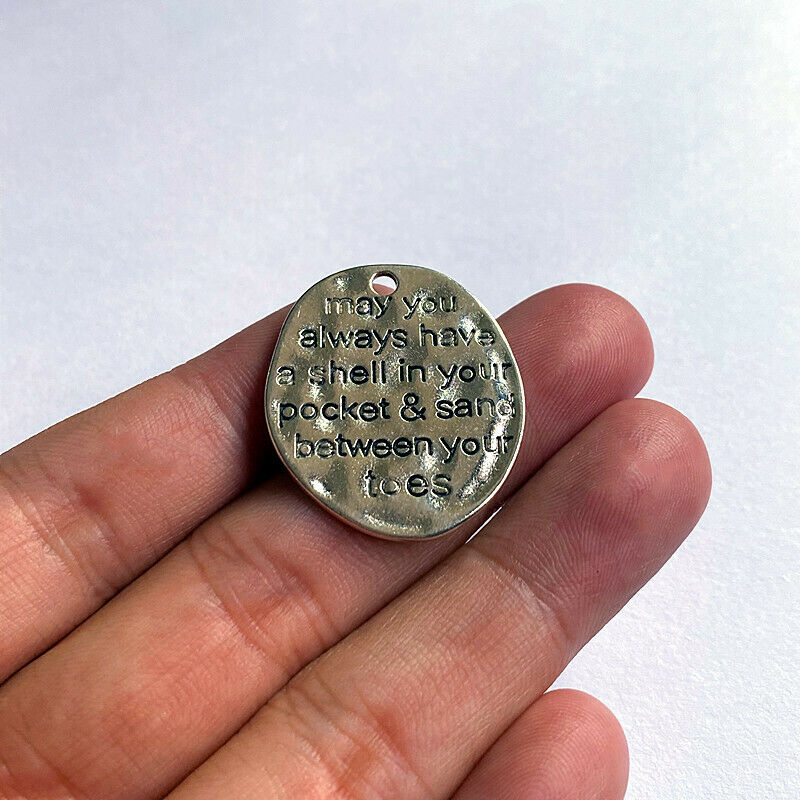 may you
always have
a shell in your
pocket & sand
between your
toes